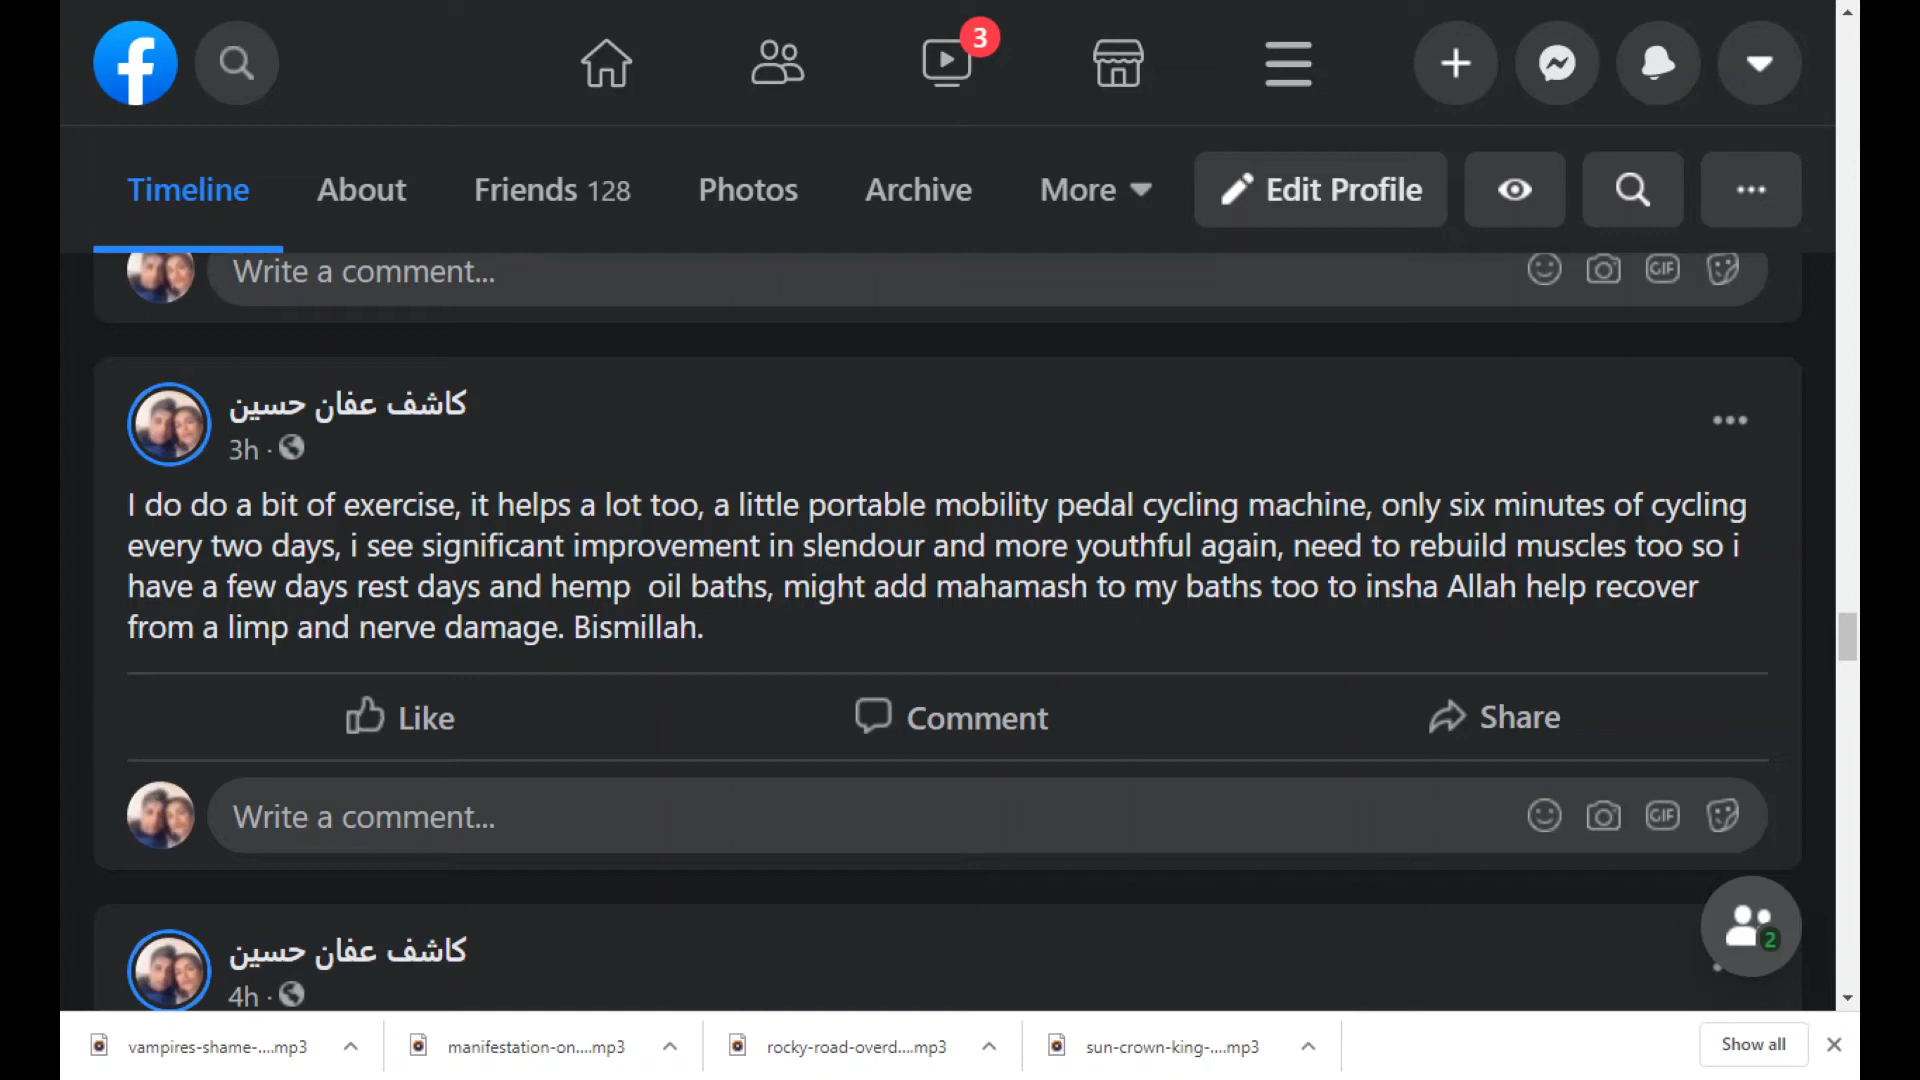 3
Timeline About Friends 128 Photos Archive More Edit Profile
Write a comment... GIF
كاشف عفان حسين
3h ·
I do do a bit of exercise, it helps a lot too, a little portable mobility pedal cycling machine, only six minutes of cycling
every two days, i see significant improvement in slendour and more youthful again, need to rebuild muscles too so i
have a few days rest days and hemp  oil baths, might add mahamash to my baths too to insha Allah help recover
from a limp and nerve damage. Bismillah.
Like Comment Share
Write a comment... GIF
2
كاشف عفان حسين
4h ·
vampires-shame-....mp3 manifestation-on....mp3 rocky-road-overd....mp3 sun-crown-king-....mp3 Show all